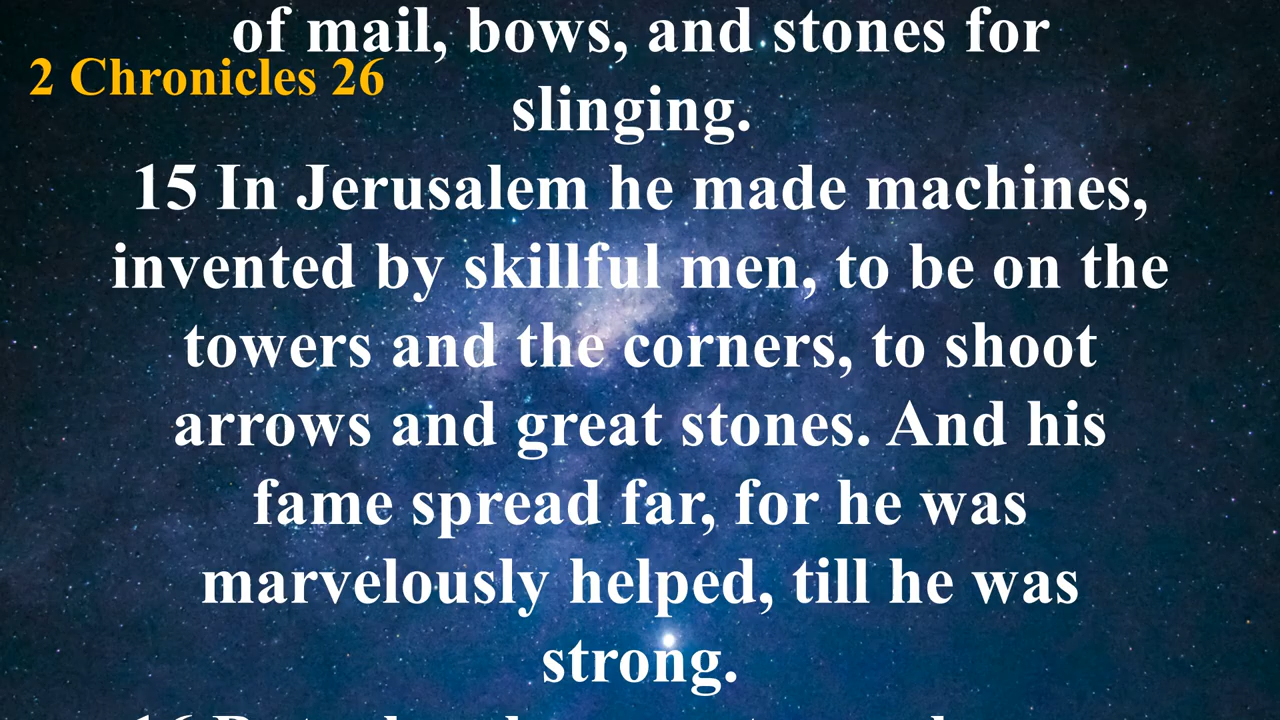 of mail, bows, and stones for
2 Chronicles 26
slinging.
15 In Jerusalem he made machines,
invented by skillful men, to be on the
towers and the corners, to shoot
arrows and great stones. And his
fame spread far, for he was
marvelously helped, till he was
strong.
16